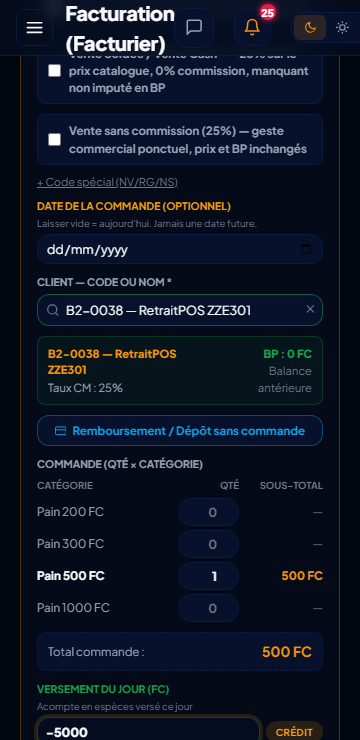 Facturation
(Facturier)
25
Vente soldée / Vente Cash — 25% sur le
prix catalogue, 0% commission, manquant
non imputé en BP
Vente sans commission (25%) — geste
commercial ponctuel, prix et BP inchangés
+ Code spécial (NV/RG/NS)
DATE DE LA COMMANDE (OPTIONNEL)
Laisser vide = aujourd'hui. Jamais une date future.
dd/mm/yyyy
CLIENT — CODE OU NOM *
B2-0038 — RetraitPOS ZZE301
B2-0038 — RetraitPOS
ZZE301
BP : 0 FC
Taux CM : 25%
Balance
antérieure
Remboursement / Dépôt sans commande
COMMANDE (QTÉ × CATÉGORIE)
CATÉGORIE QTÉ SOUS-TOTAL
Pain 200 FC 0 —
Pain 300 FC 0 —
Pain 500 FC 1 500 FC
Pain 1000 FC 0 —
Total commande : 500 FC
VERSEMENT DU JOUR (FC)
Acompte en espèces versé ce jour
-5000 CRÉDIT